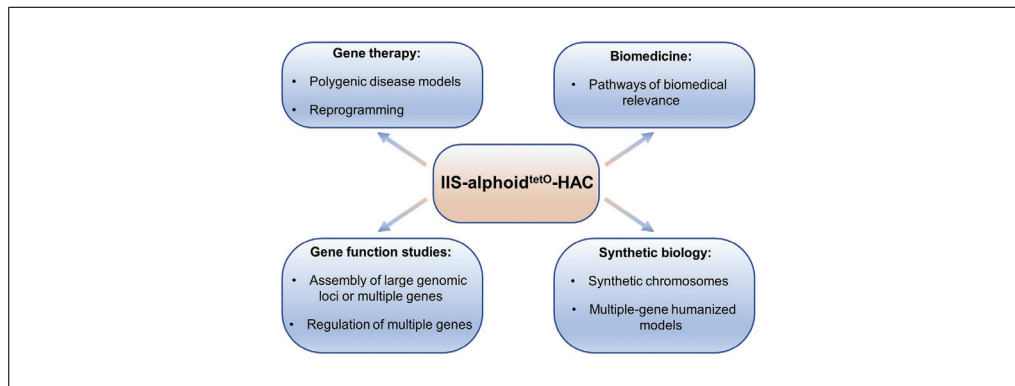 Gene therapy:
• Polygenic disease models
• Reprogramming
Biomedicine:
• Pathways of biomedical
relevance
IIS-alphoidtetO-HAC
Gene function studies:
• Assembly of large genomic
loci or multiple genes
• Regulation of multiple genes
Synthetic biology:
• Synthetic chromosomes
• Multiple-gene humanized
models